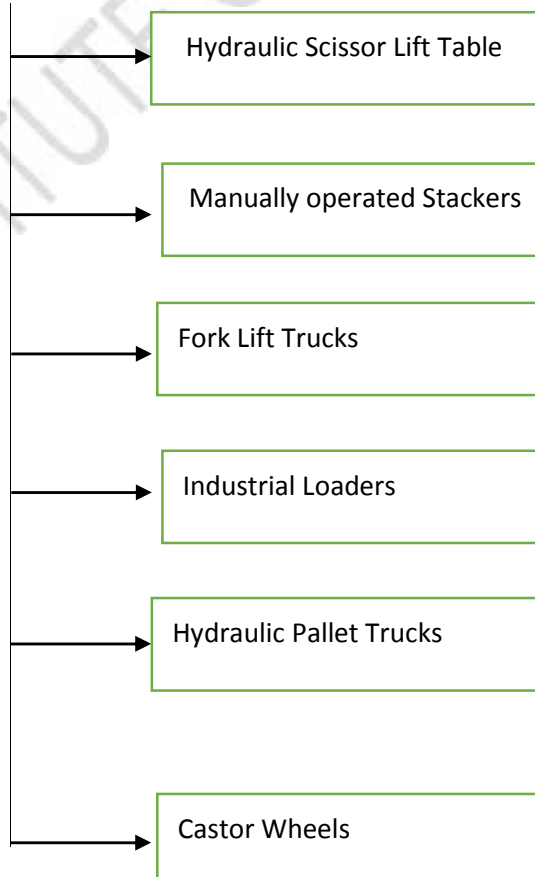 Hydraulic Scissor Lift Table
Manually operated Stackers
Fork Lift Trucks
Industrial Loaders
Hydraulic Pallet Trucks
Castor Wheels